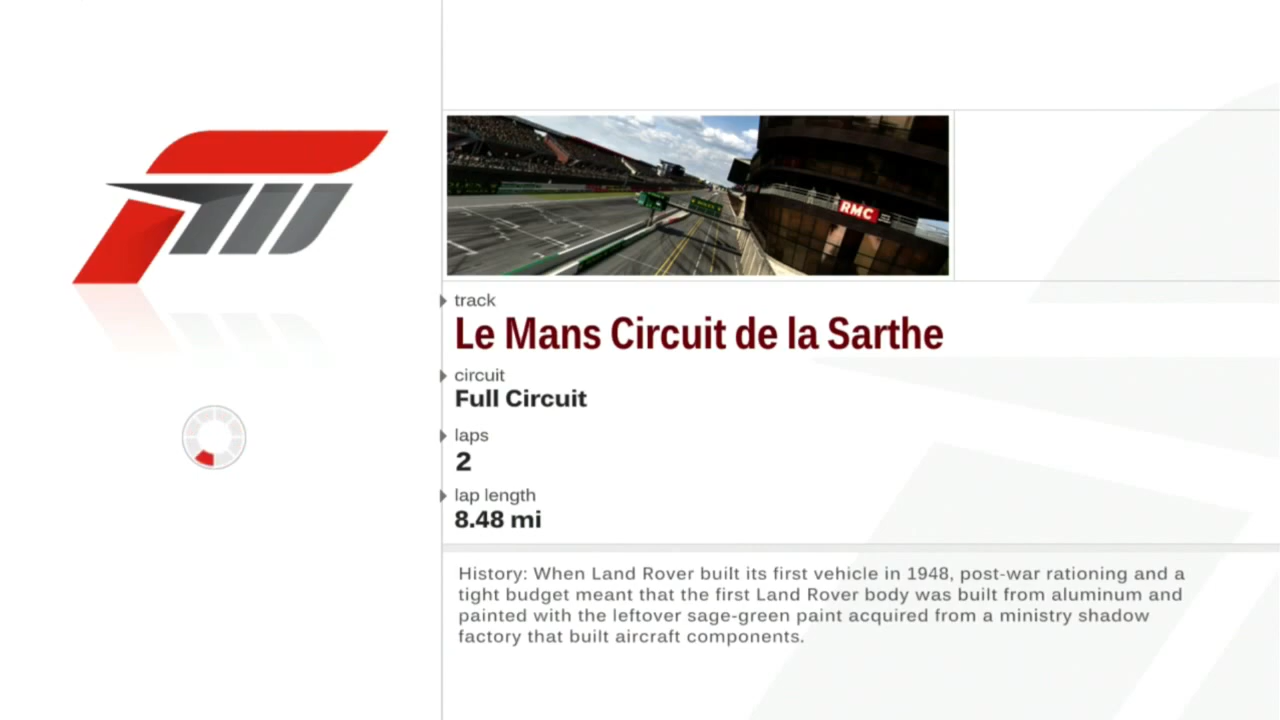 RMC
track
Le Mans Circuit de la Sarthe
circuit
Full Circuit
laps
2
lap length
8.48 mi
History: When Land Rover built its first vehicle in 1948, post-war rationing and a
tight budget meant that the first Land Rover body was built from aluminum and
painted with the leftover sage-green paint acquired from a ministry shadow
factory that built aircraft components.